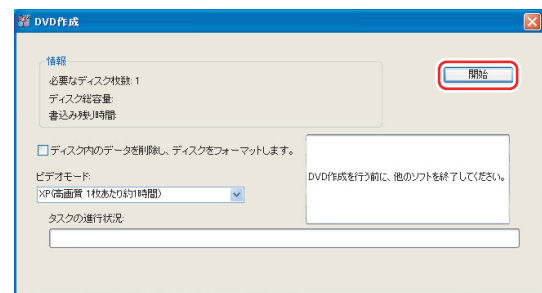 DVD作成
情報
必要なディスク枚数: 1
開始
ディスク総容量:
書込み残り時間:
ディスク内のデータを削除し、ディスクをフォーマットします。
ビデオモード:
DVD作成を行う前に、他のソフトを終了してください。
XP(高画質 1枚あたり約1時間)
タスクの進行状況: